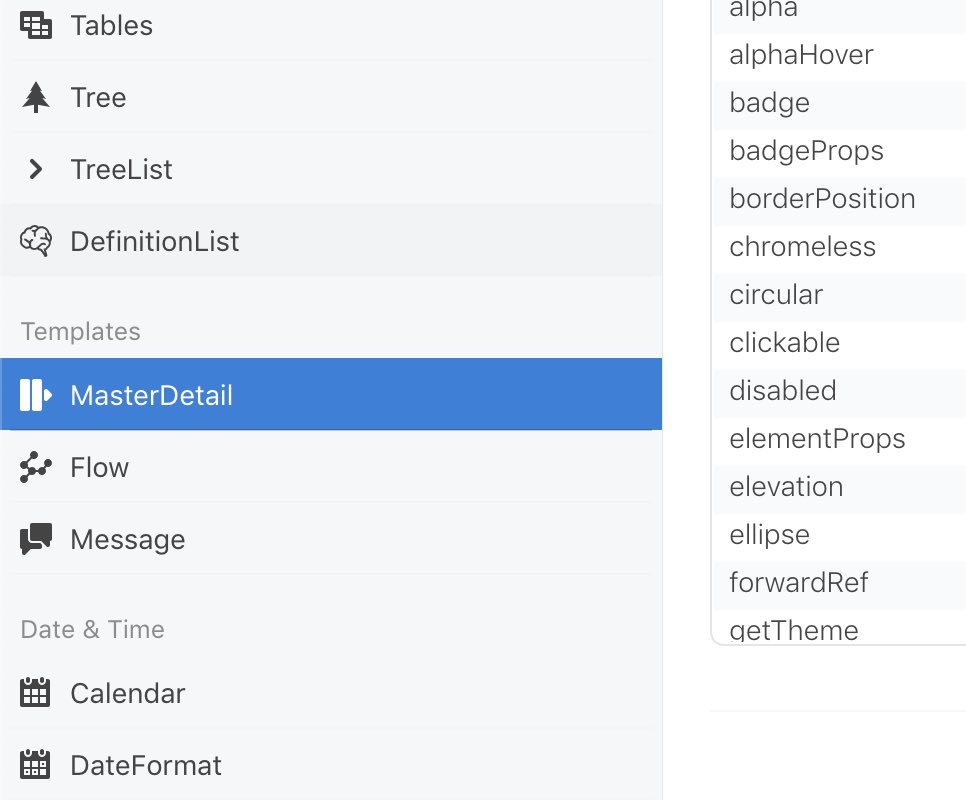 Tables
Tree
TreeList
DefinitionList
Templates
MasterDetail
Flow
Message
Date & Time
Calendar
DateFormat
alpha
alphaHover
badge
badgeProps
borderPosition
chromeless
circular
clickable
disabled
elementProps
elevation
ellipse
forwardRef
getTheme